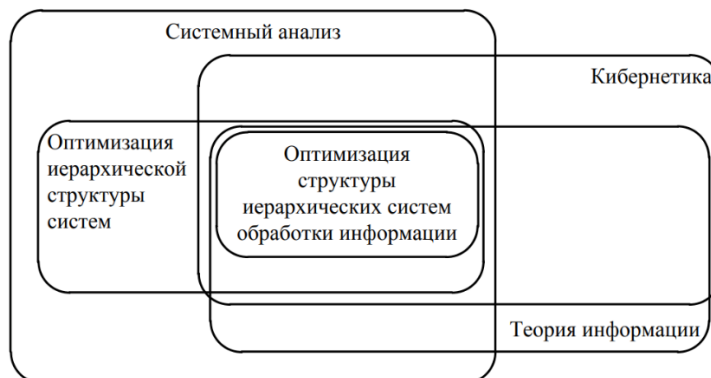 Системный анализ
Кибернетика
Оптимизация
иерархической
структуры
систем
Оптимизация
структуры
иерархических систем
обработки информации
Теория информации